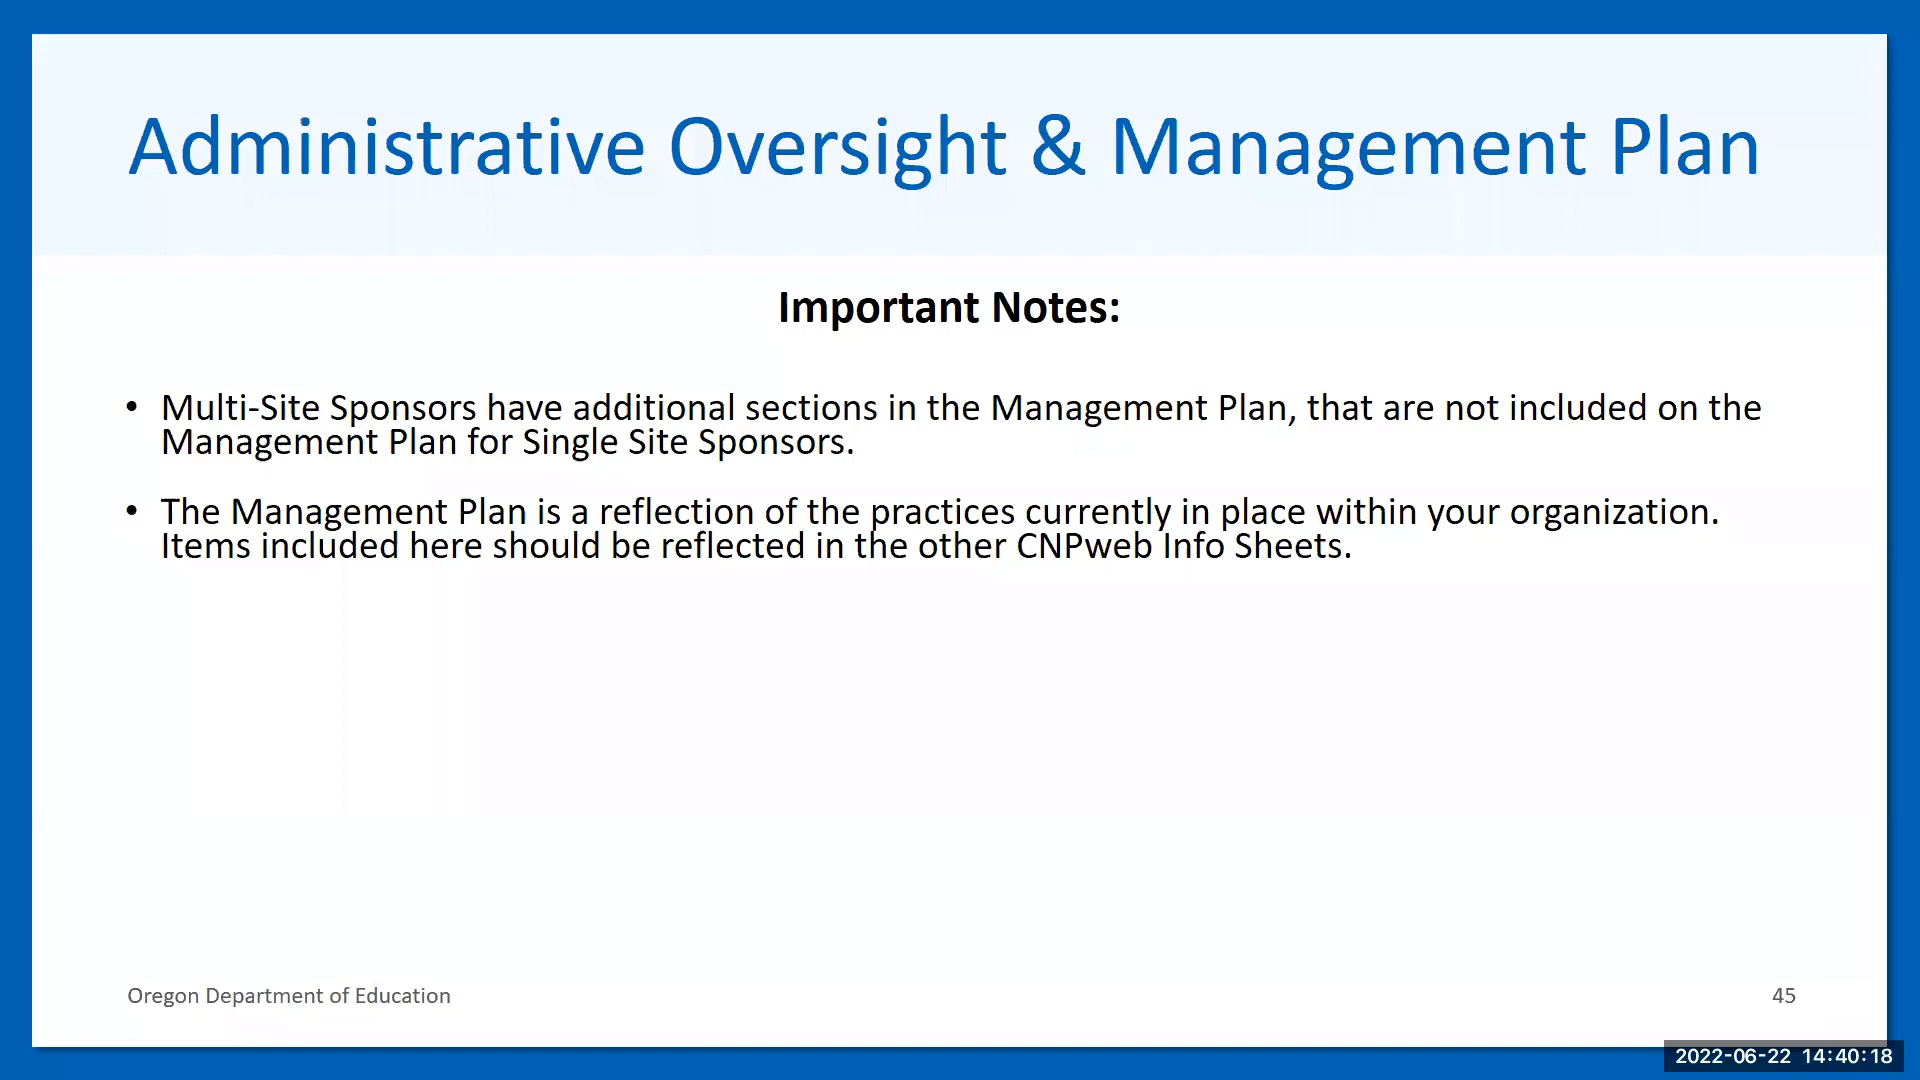 Administrative Oversight & Management Plan
Important Notes:
• Multi-Site Sponsors have additional sections in the Management Plan, that are not included on the
Management Plan for Single Site Sponsors.
• The Management Plan is a reflection of the practices currently in place within your organization.
Items included here should be reflected in the other CNPweb Info Sheets.
Oregon Department of Education
45
2022-06-22 14:40:18